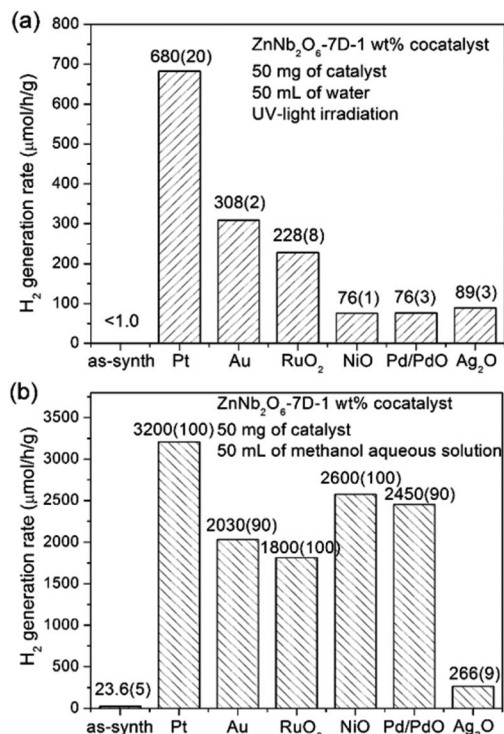 (a)
ZnNb₂O₆-7D-1 wt% cocatalyst
50 mg of catalyst
50 mL of water
UV-light irradiation
H₂ generation rate (μmol/h/g)
800
700
600
500
400
300
200
100
0
<1.0
680(20)
308(2)
228(8)
76(1)
76(3)
89(3)
as-synth Pt Au RuO₂ NiO Pd/PdO Ag₂O
(b)
ZnNb₂O₆-7D-1 wt% cocatalyst
50 mg of catalyst
50 mL of methanol aqueous solution
H₂ generation rate (μmol/h/g)
3500
3000
2500
2000
1500
1000
500
0
23.6(5)
3200(100)
2030(90)
1800(100)
2600(100)
2450(90)
266(9)
as-synth Pt Au RuO₂ NiO Pd/PdO Ag₂O